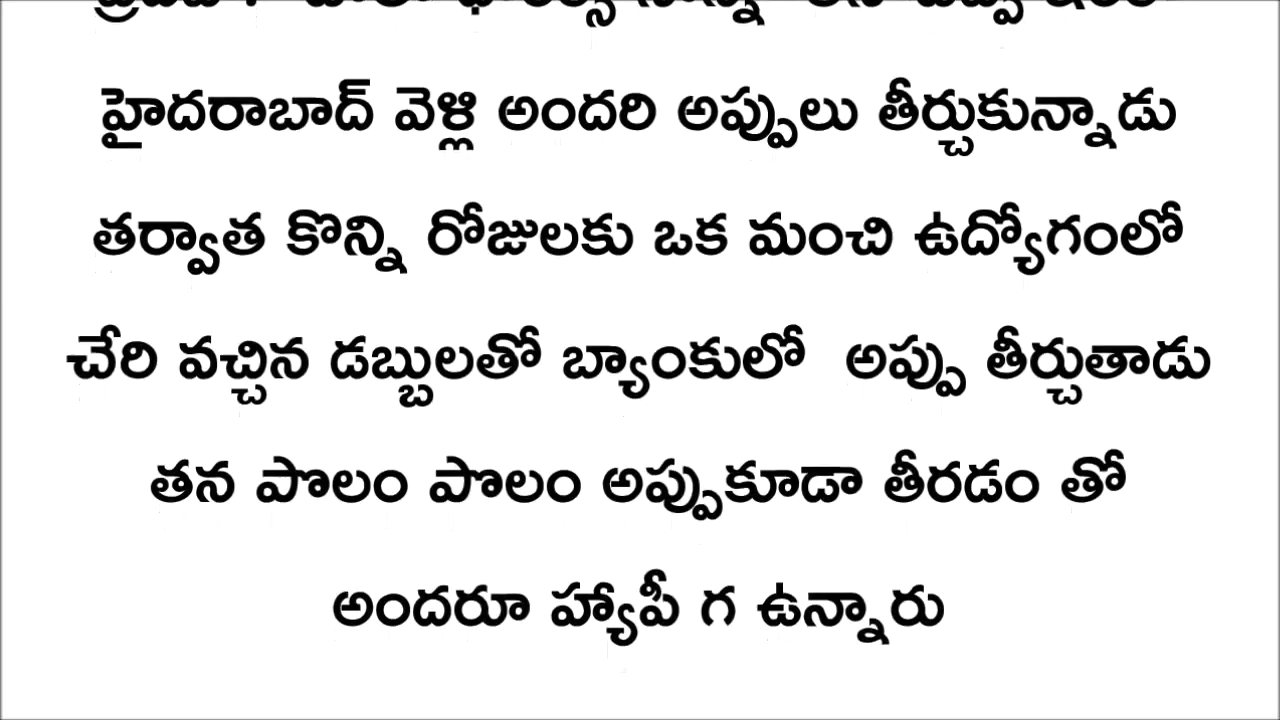 హైదరాబాద్ వెళ్లి అందరి అప్పులు తీర్చుకున్నాడు
తర్వాత కొన్ని రోజులకు ఒక మంచి ఉద్యోగంలో
చేరి వచ్చిన డబ్బులతో బ్యాంకులో అప్పు తీర్చుతాడు
తన పొలం పొలం అప్పుకూడా తీరడం తో
అందరూ హ్యాపీ గ ఉన్నారు